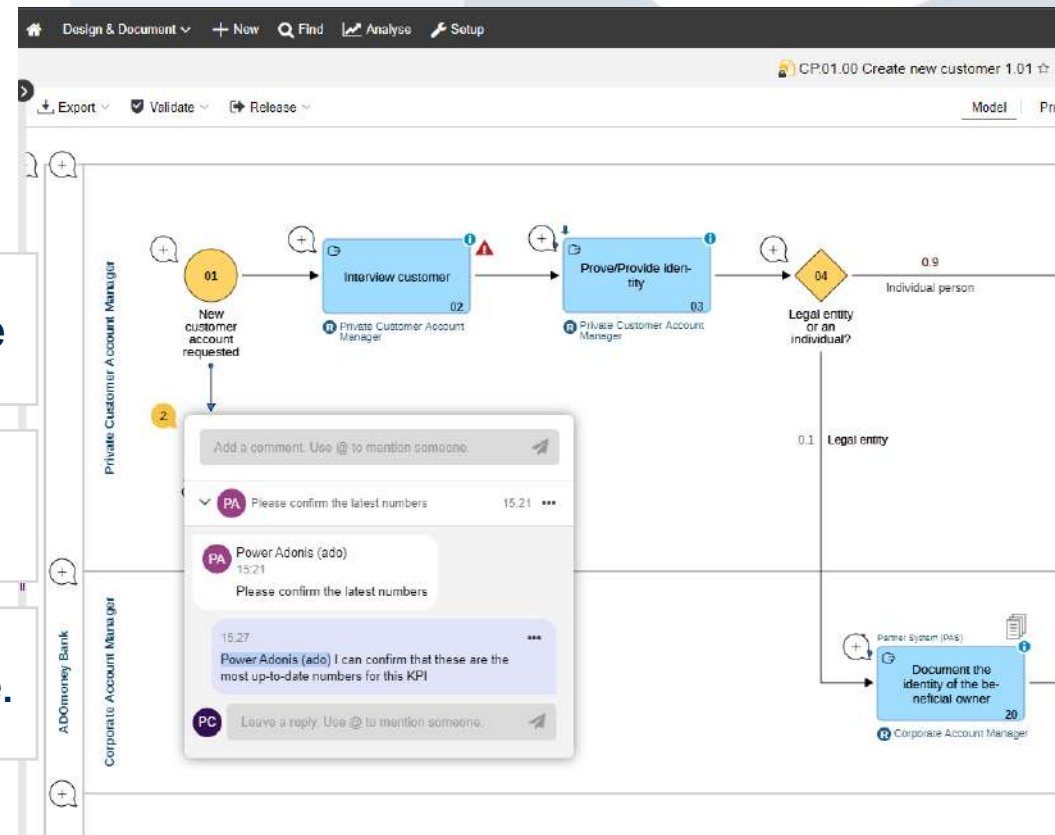 Design & Document
New
Find
Analyse
Setup
CP.01.00 Create new customer 1.01
Export
Validate
Release
Model
Private Customer Account Manager
01
New
customer
account
requested
Interview customer
02
Private Customer Account
Manager
Prove/Provide iden-
tity
03
Private Customer Account
Manager
04
Legal entity
or an
individual?
0.9
Individual person
0.1 Legal entity
2
Add a comment. Use @ to mention someone.
PA Please confirm the latest numbers 15:21
PA Power Adonis (ado)
15:21
Please confirm the latest numbers
15:27
Power Adonis (ado) I can confirm that these are the
most up-to-date numbers for this KPI
PC Leave a reply. Use @ to mention someone.
ADOmoney Bank
Corporate Account Manager
Partner System (PAS)
Document the
identity of the be-
neficial owner
20
R Corporate Account Manager